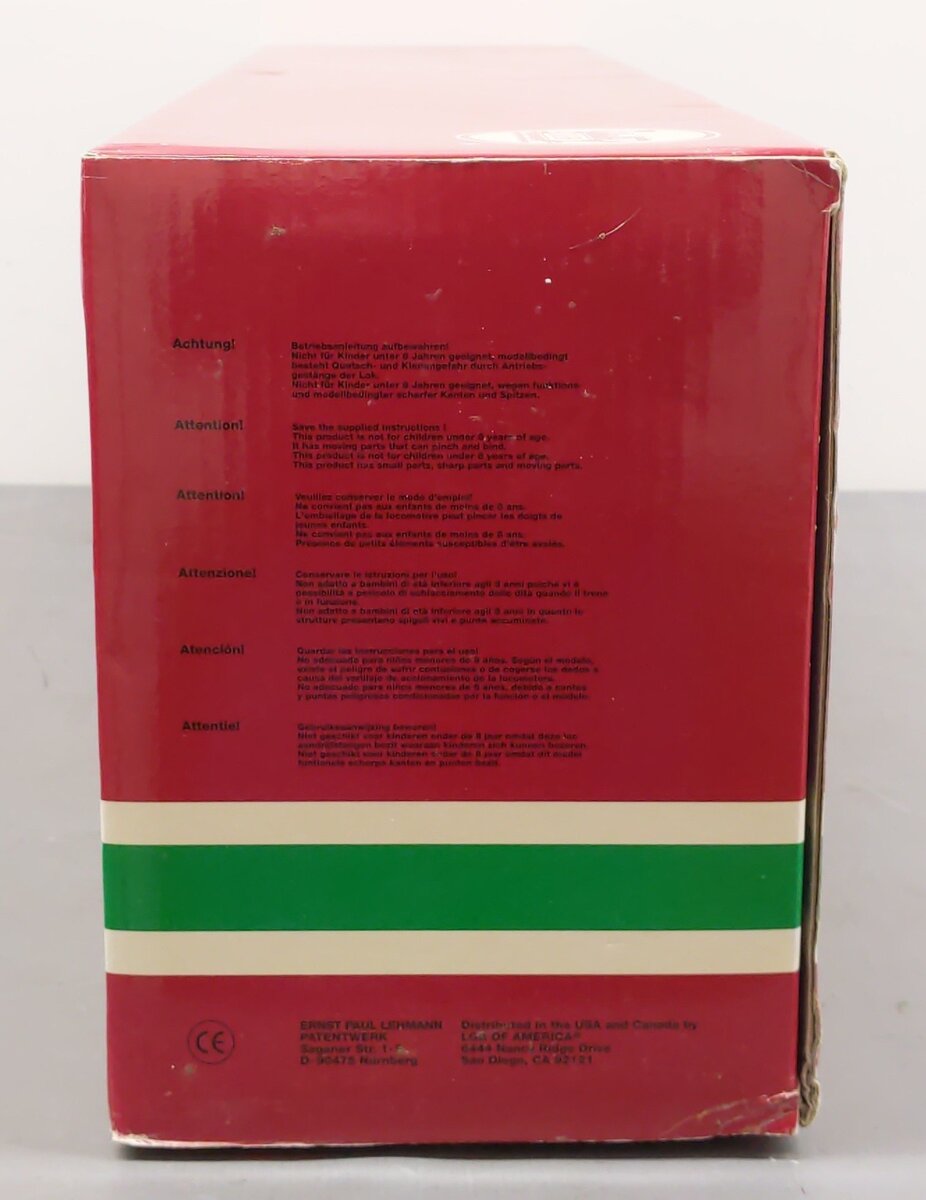 Achtung!
Betriebsanleitung aufbewahren!
Nicht für Kinder unter 8 Jahren geeignet, modellbedingt
besteht Quetsch- und Klemmgefahr durch Antriebs-
gestänge der Lok.
Nicht für Kinder unter 8 Jahren geeignet, wegen funktions-
und modellbedingter scharfer Kanten und Spitzen.
Attention!
Save the supplied instructions !
This product is not for children under 8 years of age.
It has moving parts that can pinch and bind.
This product is not for children under 8 years of age.
This product has small parts, sharp parts and moving parts.
Attention!
Veuillez conserver le mode d'emploi!
Ne convient pas aux enfants de moins de 8 ans.
L'emballage de la locomotive peut pincer les doigts de
jeunes enfants.
Ne convient pas aux enfants de moins de 8 ans.
Présence de petits éléments susceptibles d'être avalés.
Attenzione!
Conservare le istruzioni per l'uso!
Non adatto a bambini di età inferiore agli 8 anni poichè vi è
possibilità e pericolo di schiacciamento delle dita quando il treno
è in funzione.
Non adatto a bambini di età inferiore agli 8 anni in quanto le
strutture presentano spigoli vivi e punte accuminate.
Atención!
Guardar las instrucciones para el uso!
No adecuado para niños menores de 8 años. Según el modelo,
existe el peligro de sufrir contusiones o de cogerse los dedos a
causa del varillaje de accionamiento de la locomotora.
No adecuado para niños menores de 8 años, debido a cantos
y puntas peligrosas condicionadas por la función o el modelo.
Attentie!
Gebruiksaanwijzing bewaren!
Niet geschikt voor kinderen onder de 8 jaar omdat deze loc
aandrijfstangen bezit waaraan kinderen zich kunnen bezeren.
Niet geschikt voor kinderen onder de 8 jaar omdat dit model
funtionele scherpe kanten en punten bezit.
CE
ERNST PAUL LEHMANN
PATENTWERK
Saganer Str. 1-5
D-90475 Nürnberg
Distributed in the USA and Canada by
LGB OF AMERICA®
6444 Nancy Ridge Drive
San Diego, CA 92121